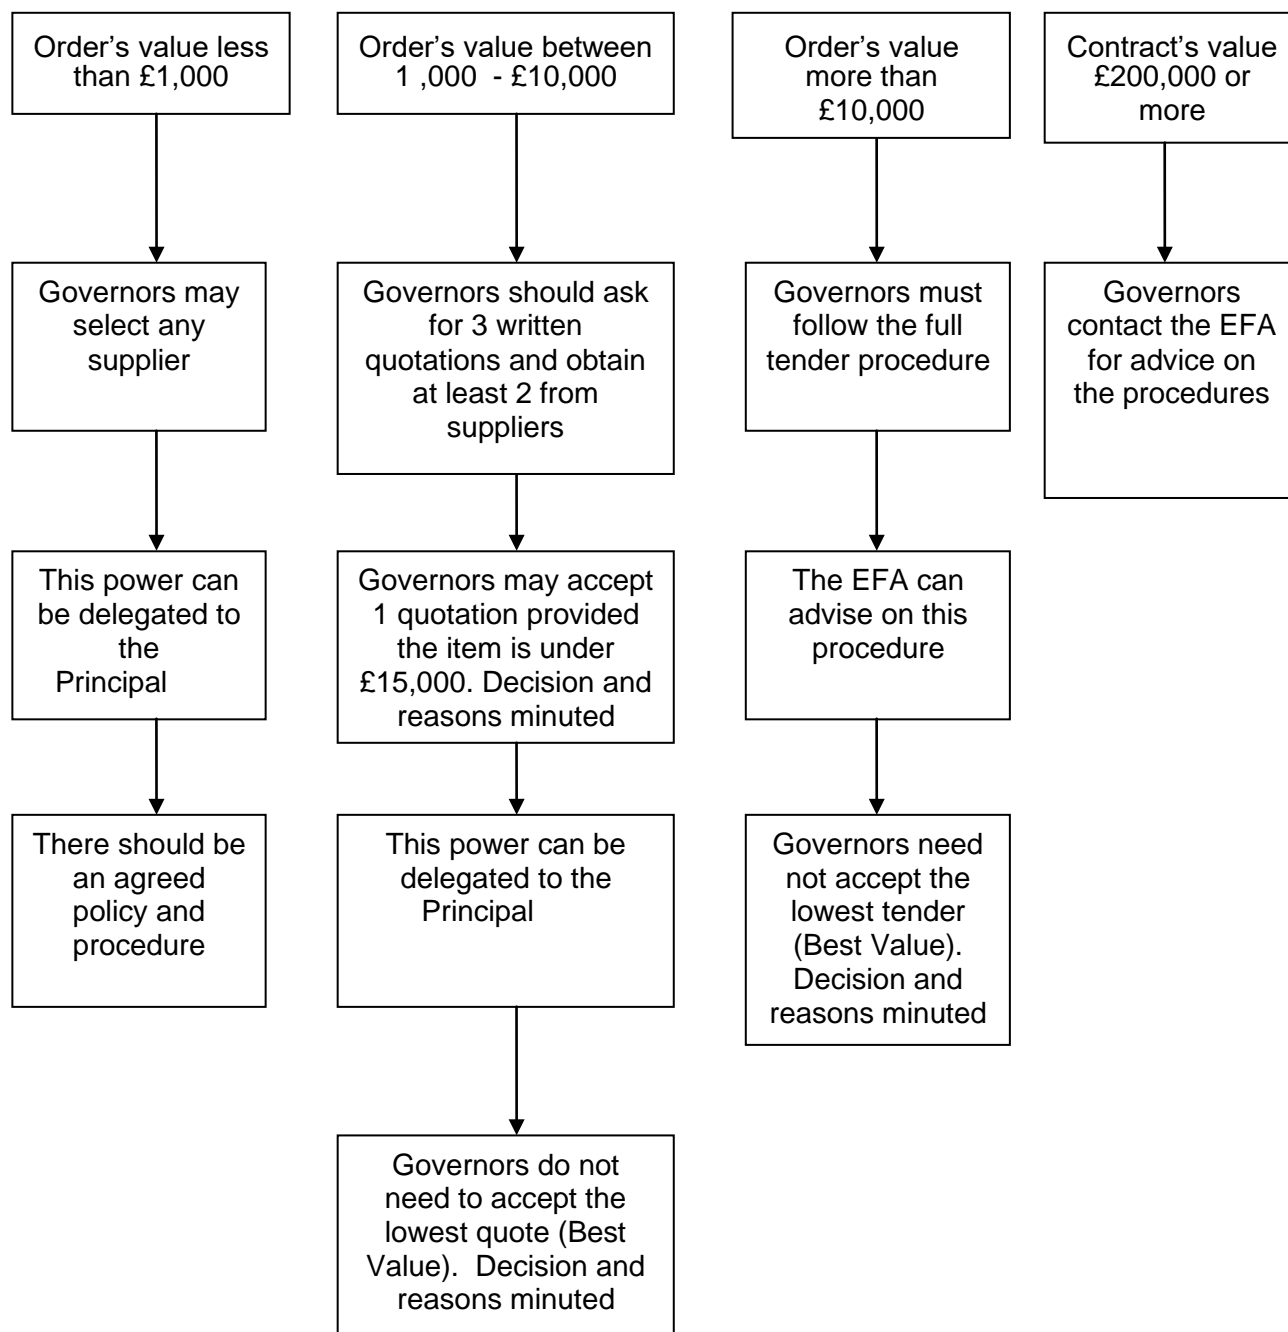 Order’s value less
than £1,000
Order’s value between
1 ,000  - £10,000
Order’s value
more than
£10,000
Contract’s value
£200,000 or
more
Governors may
select any
supplier
Governors should ask
for 3 written
quotations and obtain
at least 2 from
suppliers
Governors must
follow the full
tender procedure
Governors
contact the EFA
for advice on
the procedures
This power can
be delegated to
the
Principal
Governors may accept
1 quotation provided
the item is under
£15,000. Decision and
reasons minuted
The EFA can
advise on this
procedure
There should be
an agreed
policy and
procedure
This power can be
delegated to the
Principal
Governors need
not accept the
lowest tender
(Best Value).
Decision and
reasons minuted
Governors do not
need to accept the
lowest quote (Best
Value).  Decision and
reasons minuted